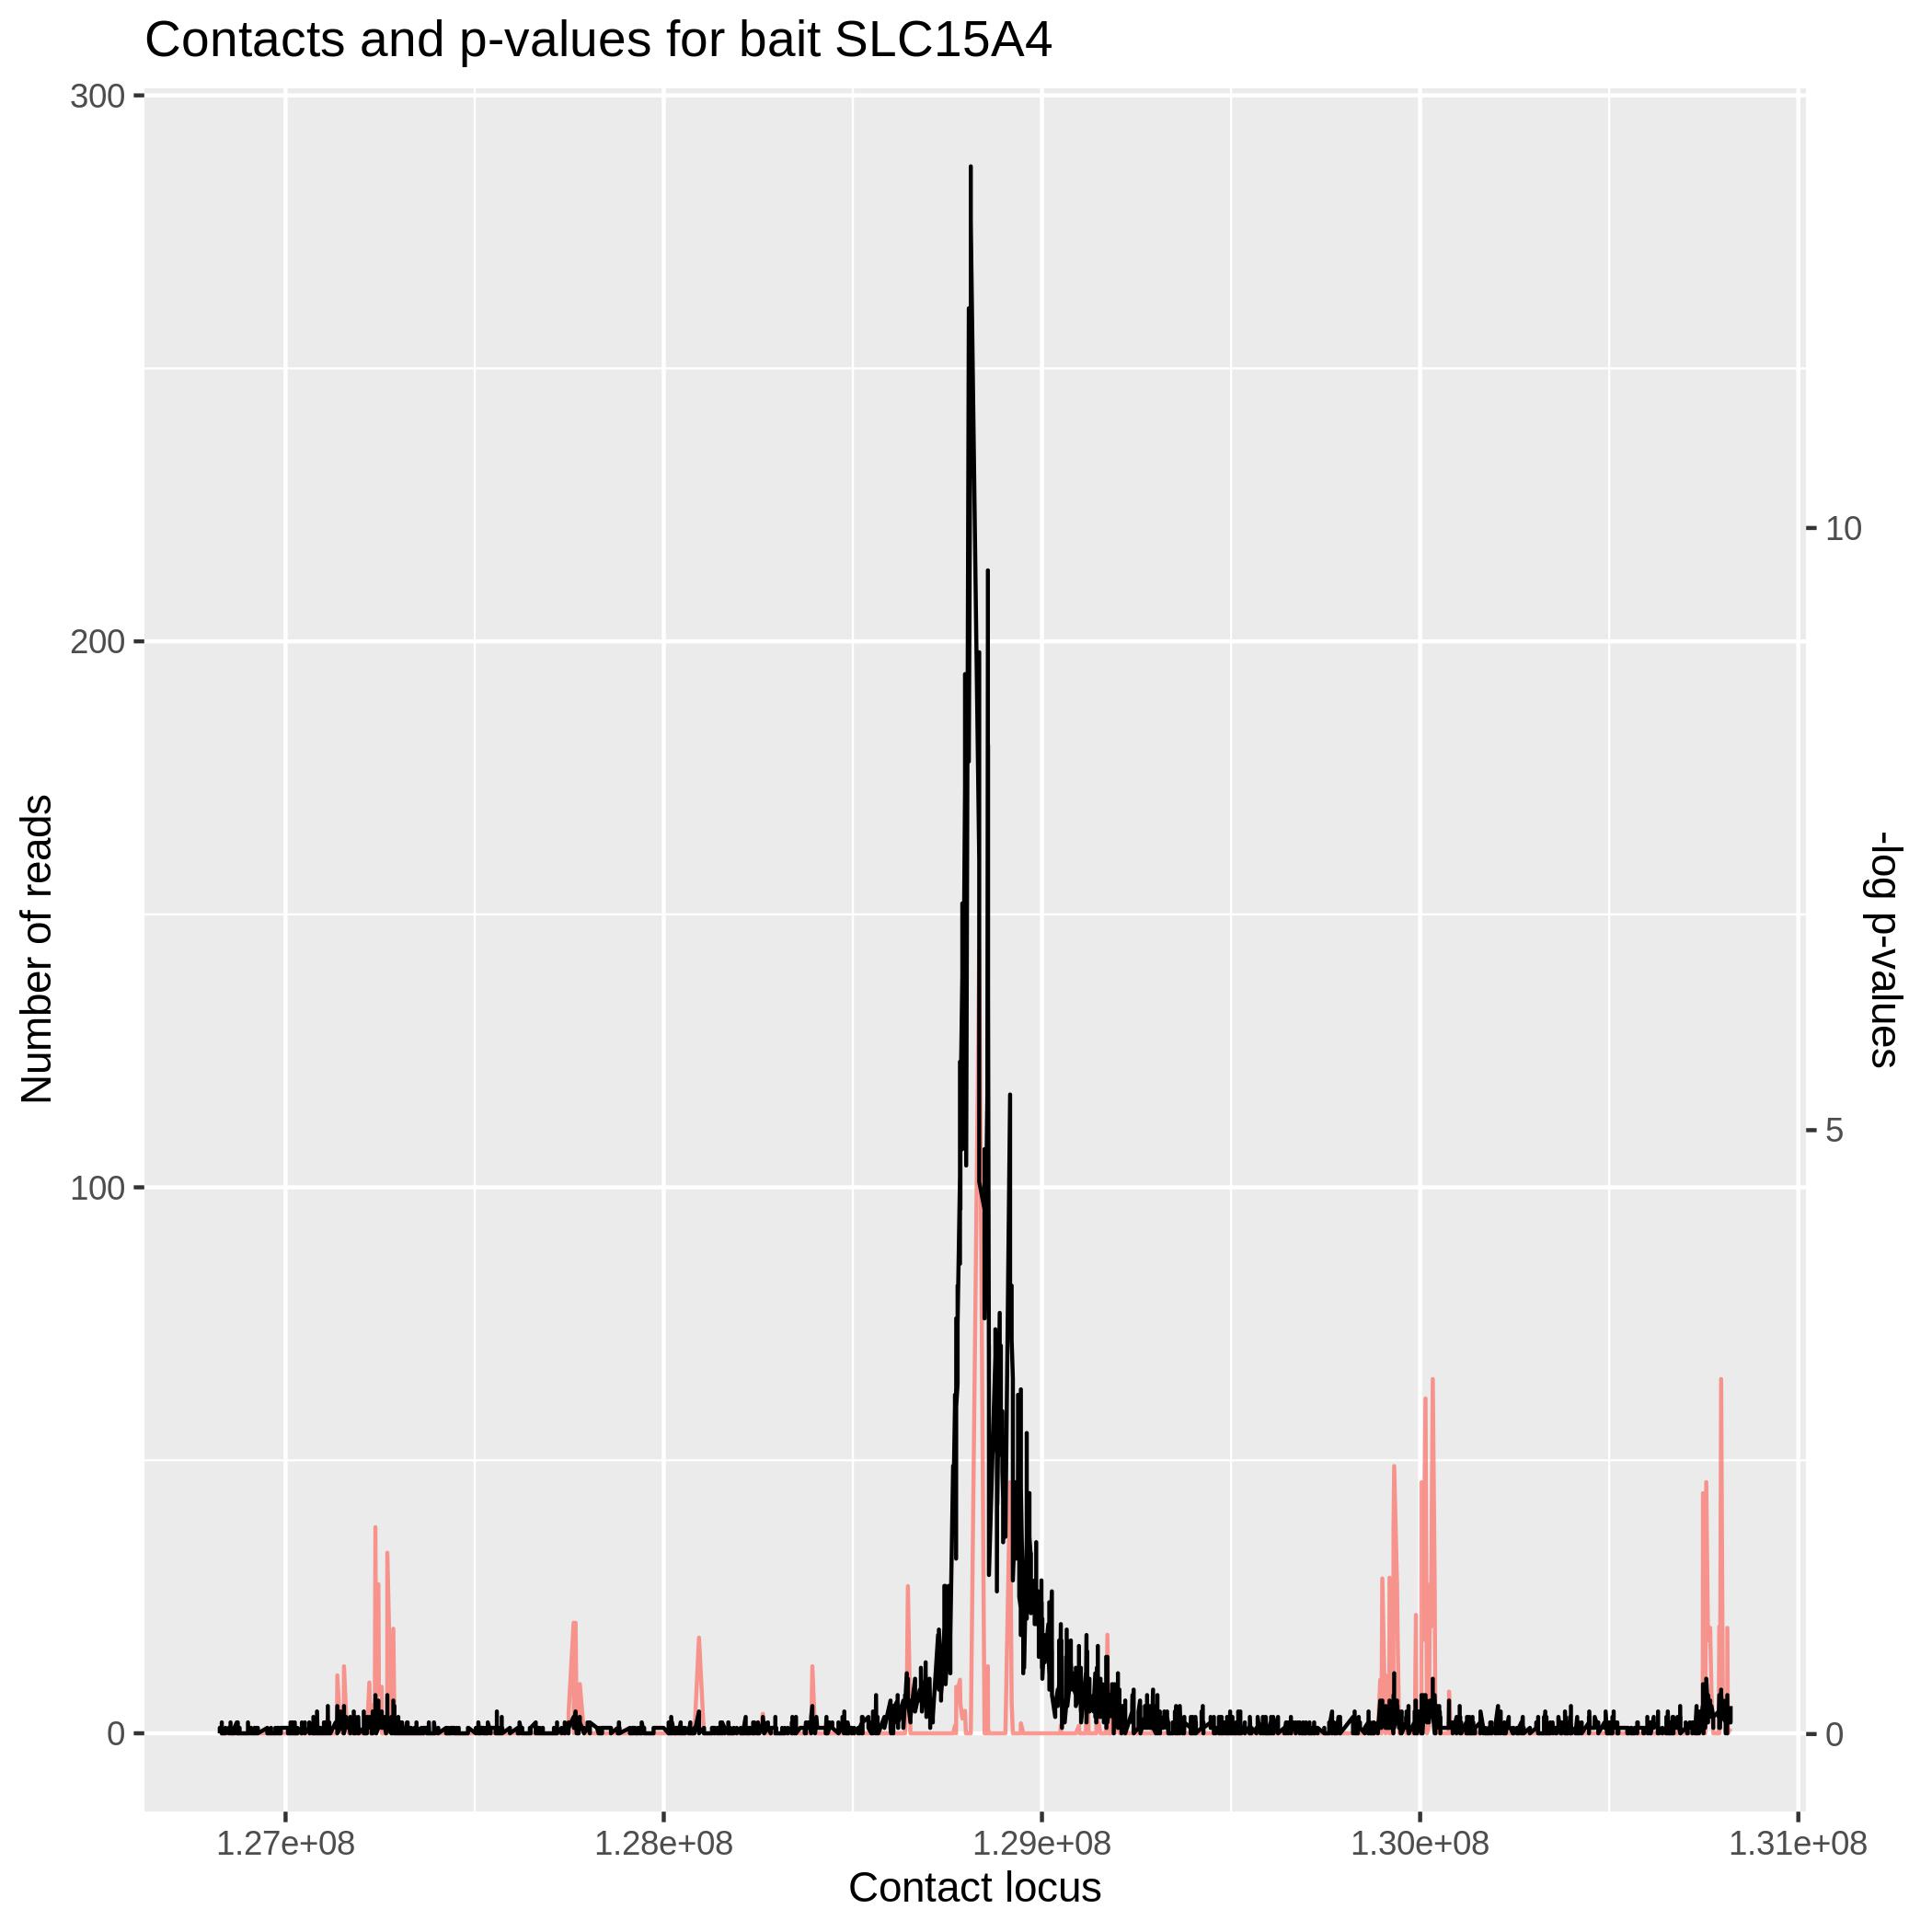 Contacts and p-values for bait SLC15A4
300
200
100
0
Number of reads
10
5
0
-log p-values
1.27e+08
1.28e+08
1.29e+08
1.30e+08
1.31e+08
Contact locus